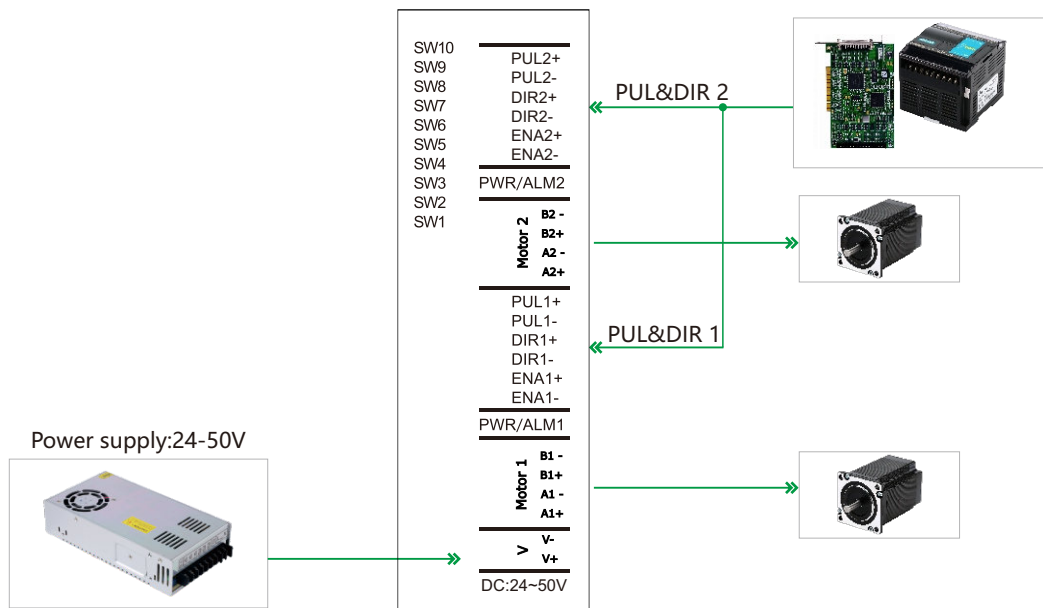 SW10
SW9
SW8
SW7
SW6
SW5
SW4
SW3
SW2
SW1
PUL2+
PUL2-
DIR2+
DIR2-
ENA2+
ENA2-
PWR/ALM2
Motor 2
B2 -
B2+
A2 -
A2+
PUL1+
PUL1-
DIR1+
DIR1-
ENA1+
ENA1-
PWR/ALM1
Motor 1
B1 -
B1+
A1 -
A1+
V
V-
V+
DC:24~50V
PUL&DIR 2
PUL&DIR 1
Power supply:24-50V